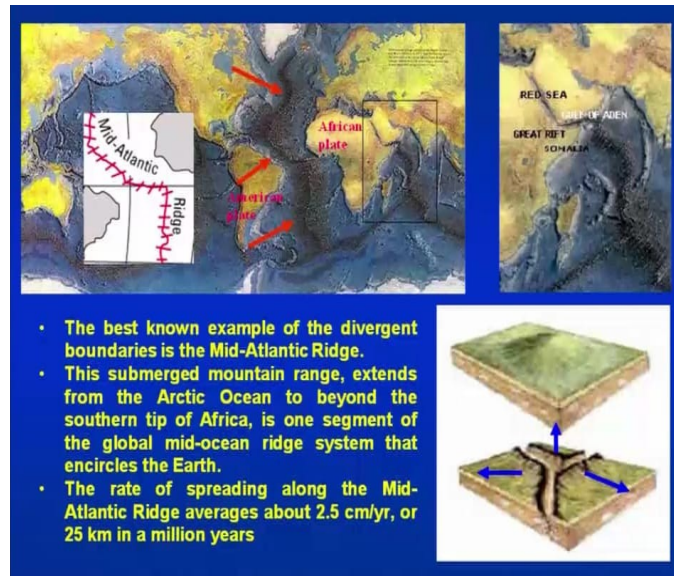 African
plate
American
plate
Mid-Atlantic
Ridge
RED SEA
GULF OF ADEN
GREAT RIFT
SOMALIA
• The best known example of the divergent
boundaries is the Mid-Atlantic Ridge.
• This submerged mountain range, extends
from the Arctic Ocean to beyond the
southern tip of Africa, is one segment of
the global mid-ocean ridge system that
encircles the Earth.
• The rate of spreading along the Mid-
Atlantic Ridge averages about 2.5 cm/yr, or
25 km in a million years